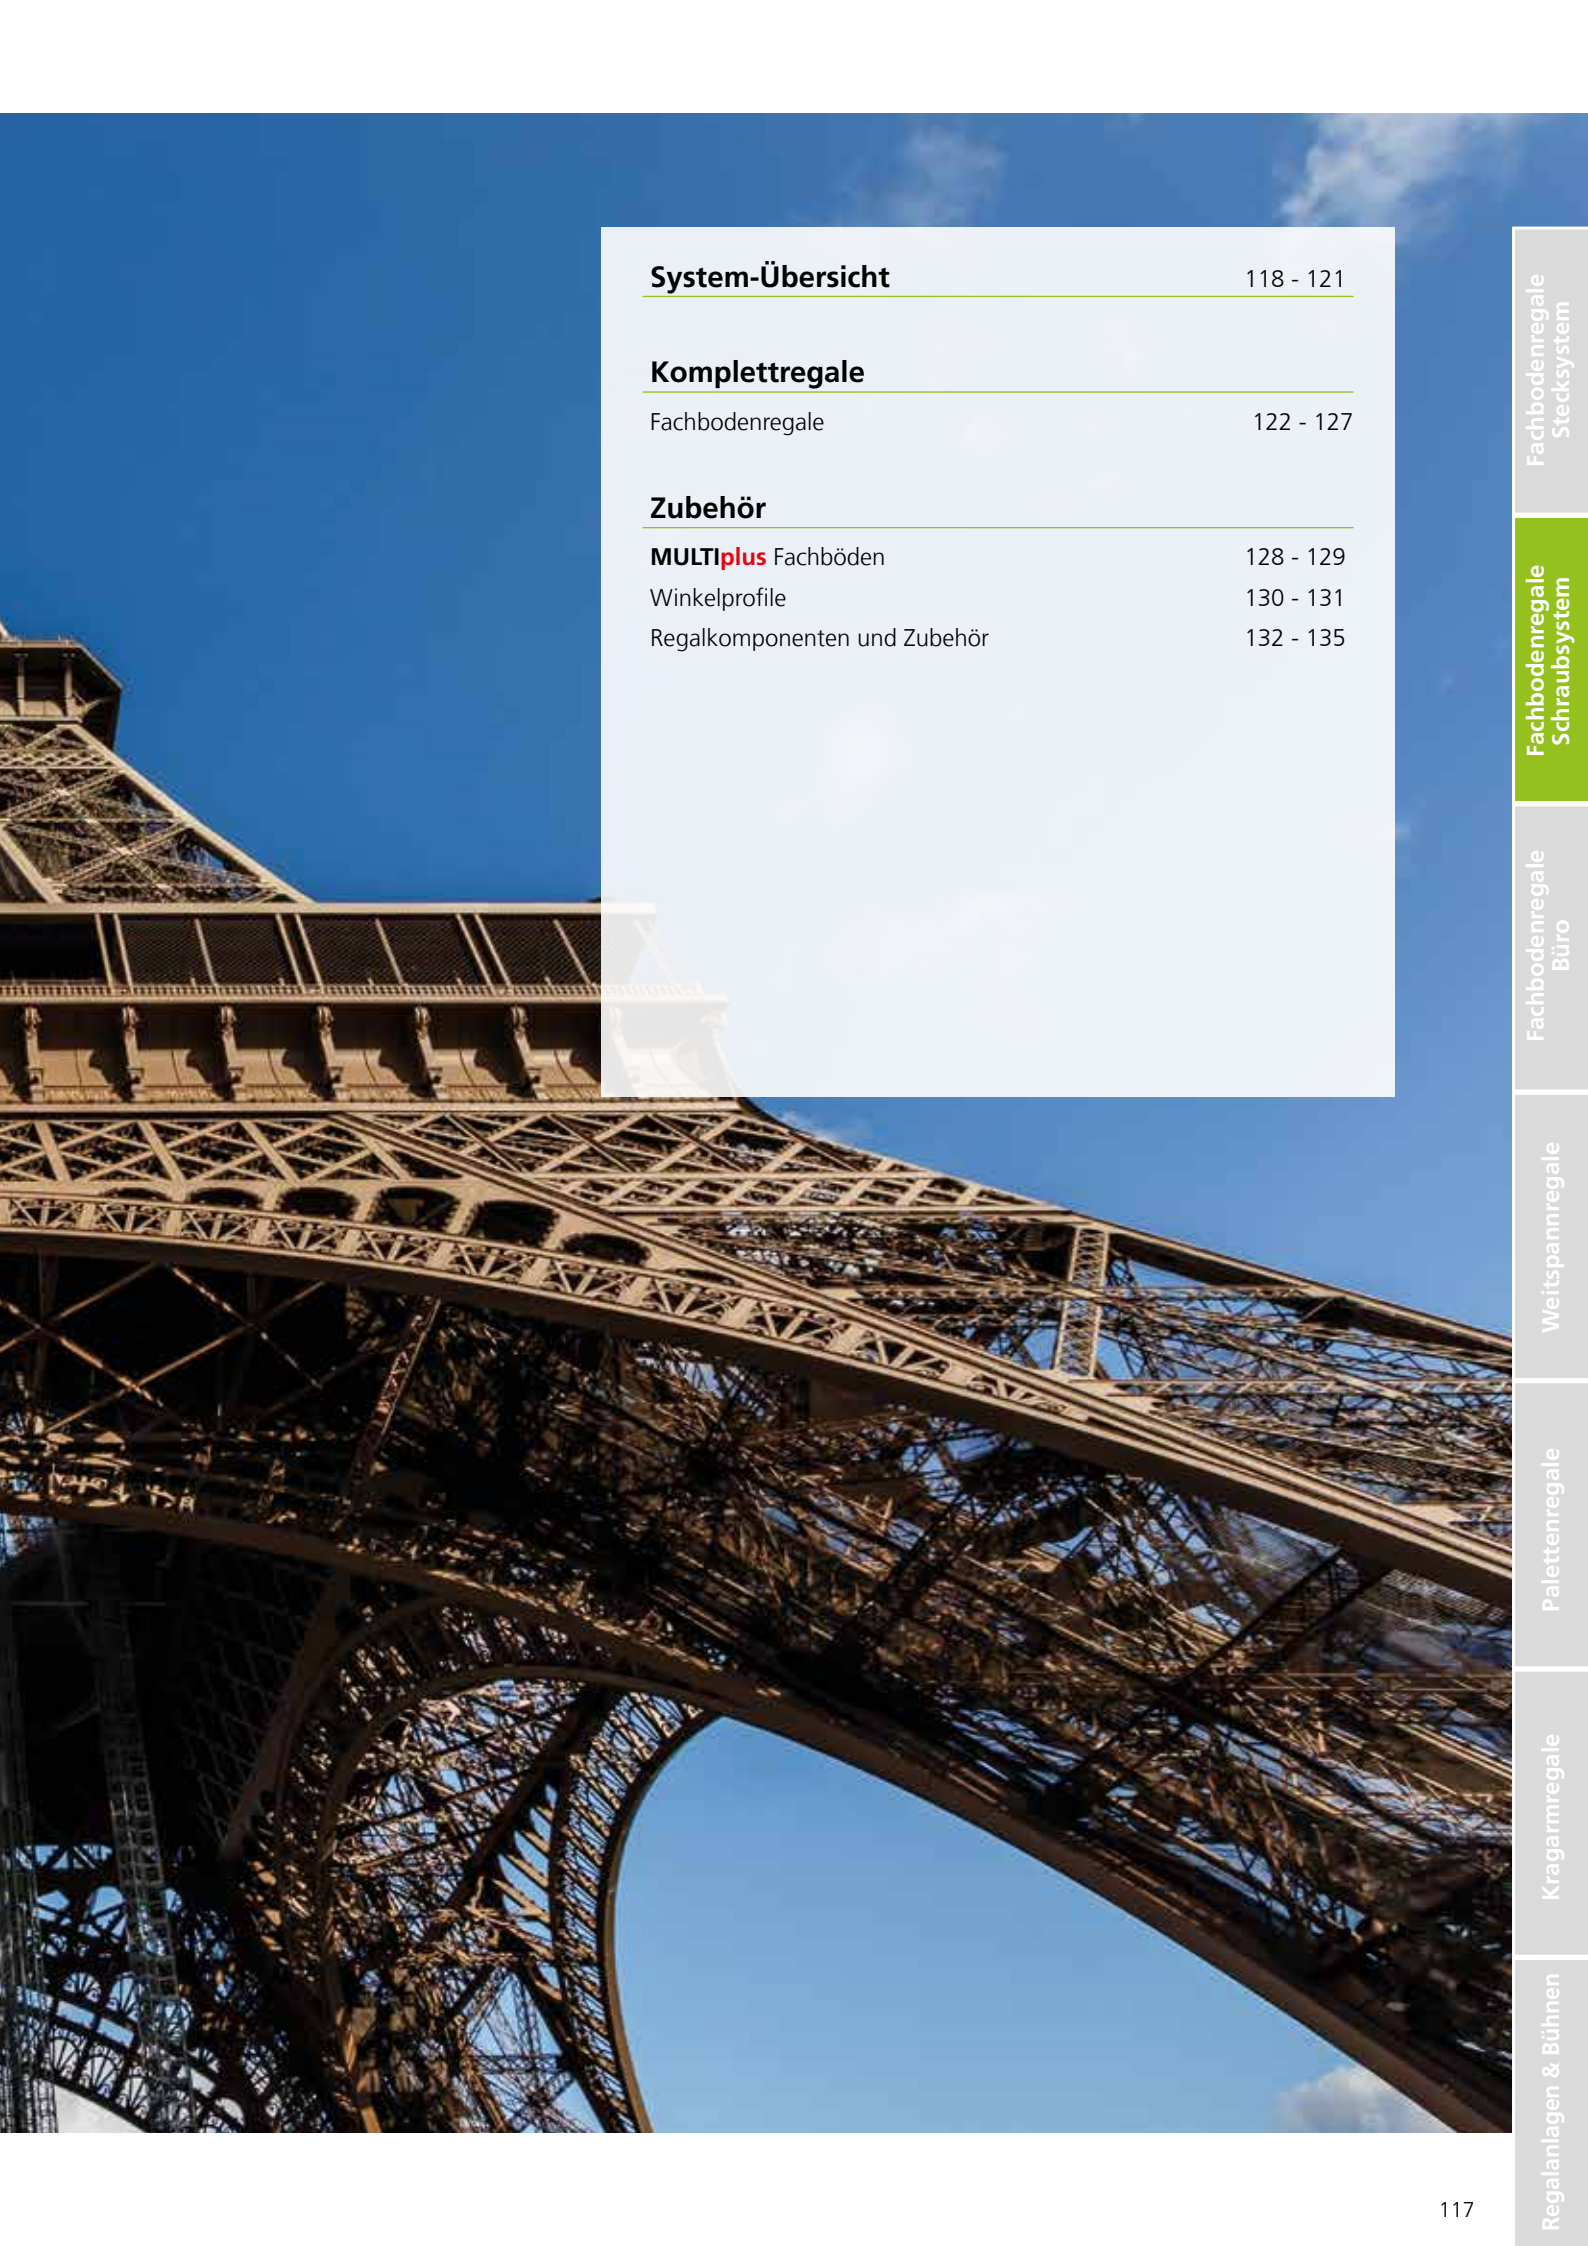 System-Übersicht 118 - 121
Komplettregale
Fachbodenregale 122 - 127
Zubehör
MULTIplus Fachböden 128 - 129
Winkelprofile 130 - 131
Regalkomponenten und Zubehör 132 - 135
Fachbodenregale
Stecksystem
Fachbodenregale
Schraubsystem
Fachbodenregale
Büro
Weitspannregale
Palettenregale
Kragarmregale
Regalanlagen & Bühnen
117